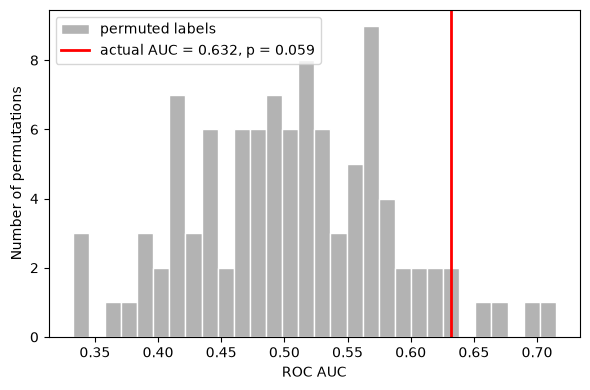 permuted labels
actual AUC = 0.632, p = 0.059
Number of permutations
8
6
4
2
0
0.35 0.40 0.45 0.50 0.55 0.60 0.65 0.70
ROC AUC